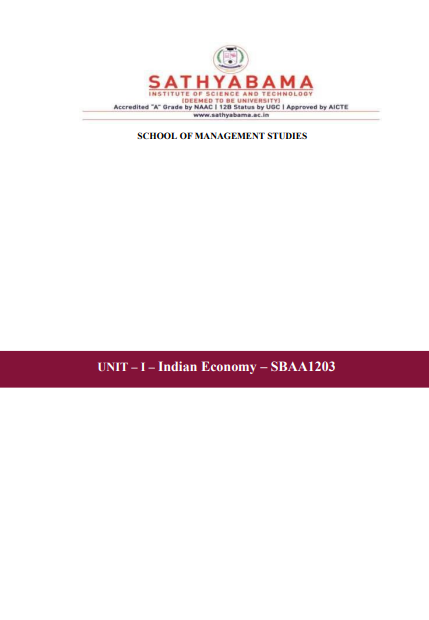 SATHYABAMA
INSTITUTE OF SCIENCE AND TECHNOLOGY
(DEEMED TO BE UNIVERSITY)
Accredited "A" Grade by NAAC | 12B Status by UGC | Approved by AICTE
www.sathyabama.ac.in
SCHOOL OF MANAGEMENT STUDIES
UNIT – I – Indian Economy – SBAA1203